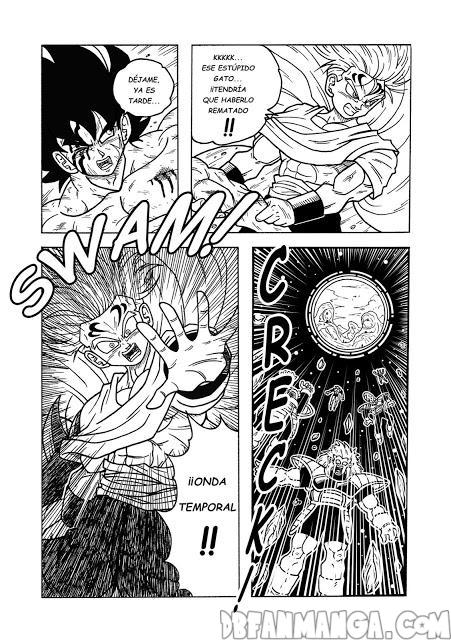 DÉJAME,
YA ES
TARDE...
KKKKK...
ESE ESTÚPIDO
GATO...
¡¡TENDRÍA
QUE HABERLO
REMATADO
!!
SWAM!
¡¡ONDA
TEMPORAL
!!
CRECK!
DBFANMANGA.COM